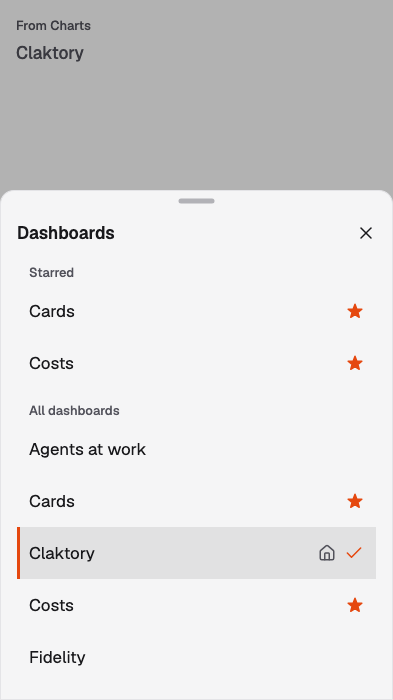 From Charts
Claktory
Dashboards
Starred
Cards
Costs
All dashboards
Agents at work
Cards
Claktory
Costs
Fidelity